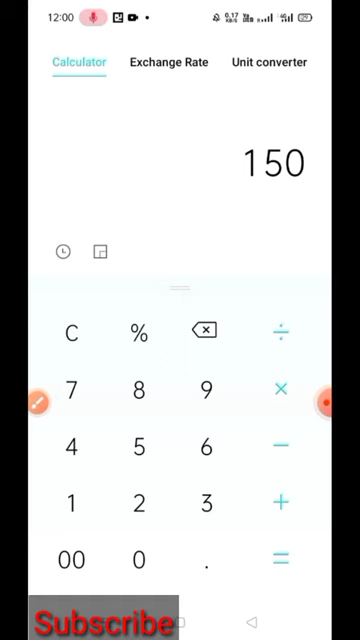 12:00
Calculator Exchange Rate Unit converter
150
C % ÷
7 8 9 ×
4 5 6 −
1 2 3 +
00 0 . =
Subscribe